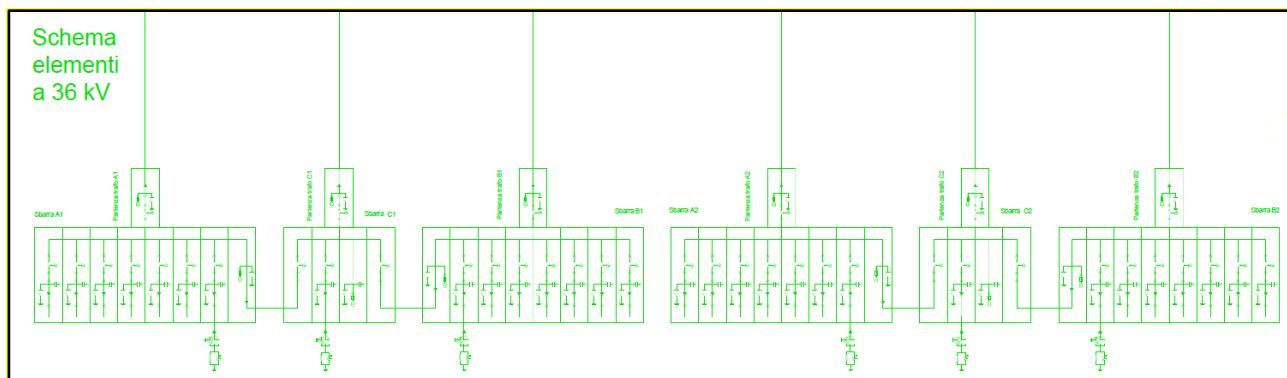 Schema
elementi
a 36 kV
Partenza trafo A1
Partenza trafo C1
Partenza trafo B1
Partenza trafo A2
Partenza trafo C2
Partenza trafo B2
Sbarra A1
Sbarra C1
Sbarra B1
Sbarra A2
Sbarra C2
Sbarra B2